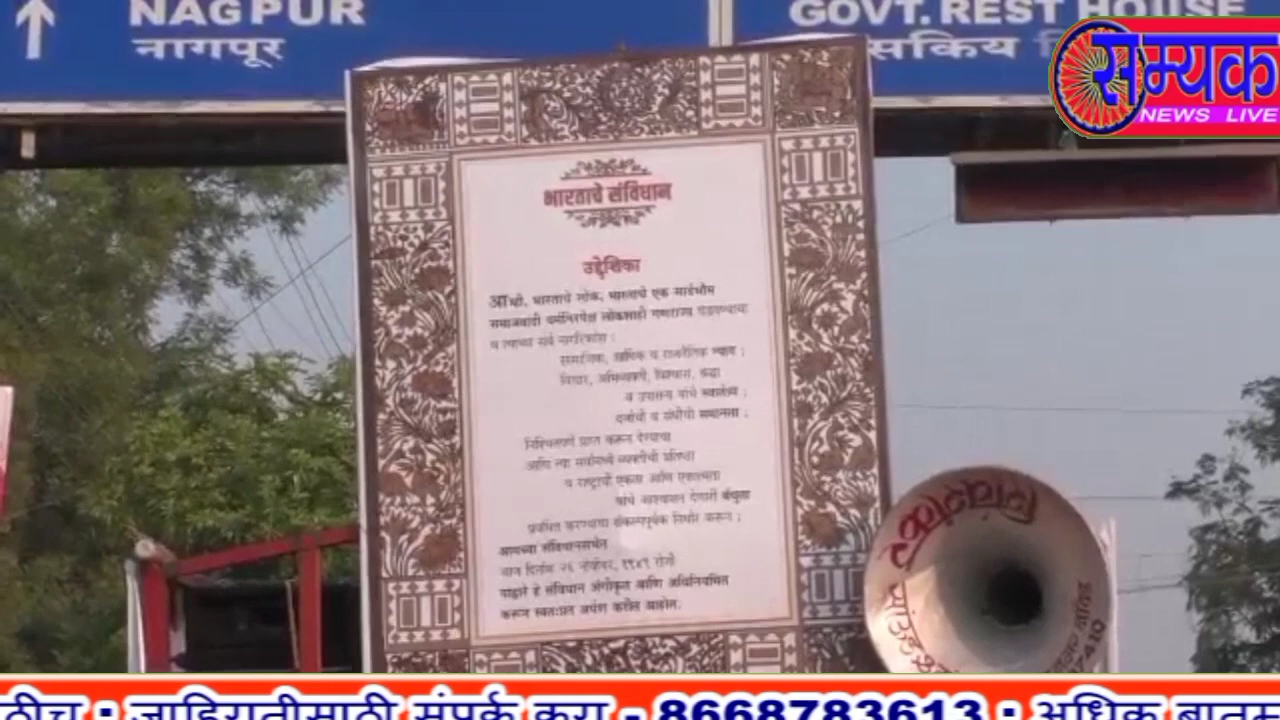 NAGPUR
नागपूर
GOVT. REST HOUSE
सकिय
सम्यक
NEWS LIVE
भारताचे संविधान
उद्देशिका
आम्ही, भारताचे लोक, भारताचे एक सार्वभौम
समाजवादी धर्मनिरपेक्ष लोकशाही गणराज्य घडवण्याचा
व त्याच्या सर्व नागरिकांस :
सामाजिक, आर्थिक व राजनैतिक न्याय ;
विचार, अभिव्यक्ती, विश्वास, श्रद्धा
व उपासना यांचे स्वातंत्र्य ;
दर्जाची व संधीची समानता ;
निश्चितपणे प्राप्त करून देण्याचा
आणि त्या सर्वांमध्ये व्यक्तीची प्रतिष्ठा
व राष्ट्राची एकता आणि एकात्मता
यांचे आश्वासन देणारी बंधुता
प्रवर्धित करण्याचा संकल्पपूर्वक निर्धार करून ;
आमच्या संविधानसभेत
आज दिनांक २६ नोव्हेंबर, १९४९ रोजी
याद्वारे हे संविधान अंगीकृत आणि अधिनियमित
करून स्वतःप्रत अर्पण करीत आहोत.
साउंड
7410
ठीच : जाहिरातीसाठी संपर्क करा - 8668783613 : अधिक बातम